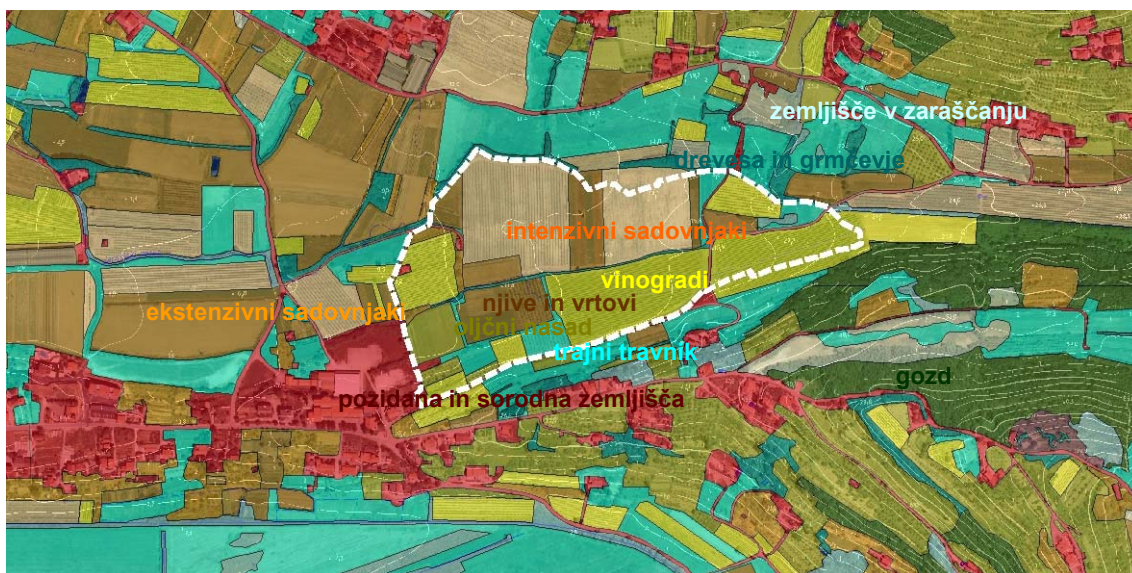 zemljišče v zaraščanju
drevesa in grmčevje
intenzivni sadovnjaki
vinogradi
njive in vrtovi
ekstenzivni sadovnjaki
oljčni nasad
trajni travnik
gozd
pozidana in sorodna zemljišča